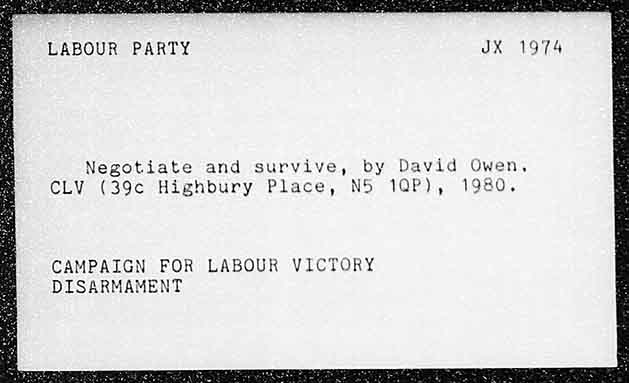 LABOUR PARTY JX 1974
Negotiate and survive, by David Owen.
CLV (39c Highbury Place, N5 1QP), 1980.
CAMPAIGN FOR LABOUR VICTORY
DISARMAMENT